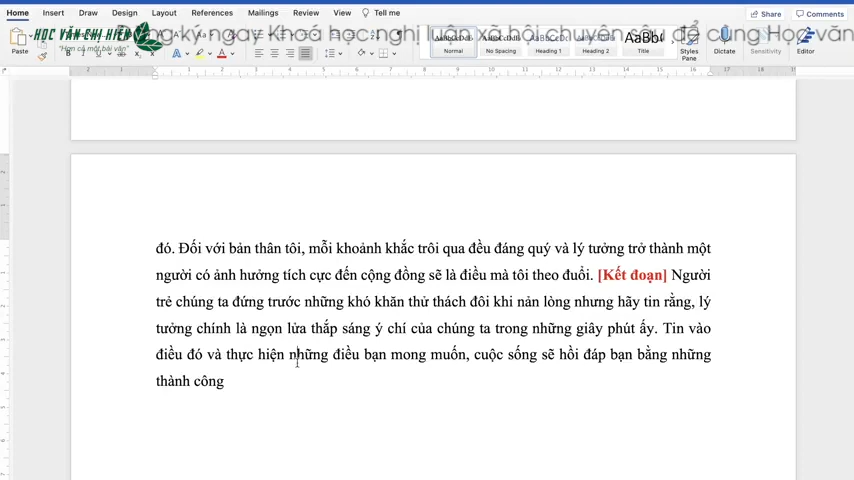 Home Insert Draw Design Layout References Mailings Review View Tell me Share Comments
Đăng ký ngay Khoá học nghị luận xã hội chuyên sâu để cùng Học văn
HỌC VĂN CHỊ HIÊN
"Hơn cả một bài văn"
Paste Normal No Spacing Heading 1 Heading 2 Title Styles Pane Dictate Sensitivity Editor
đó. Đối với bản thân tôi, mỗi khoảnh khắc trôi qua đều đáng quý và lý tưởng trở thành một
người có ảnh hưởng tích cực đến cộng đồng sẽ là điều mà tôi theo đuổi. [Kết đoạn] Người
trẻ chúng ta đứng trước những khó khăn thử thách đôi khi nản lòng nhưng hãy tin rằng, lý
tưởng chính là ngọn lửa thắp sáng ý chí của chúng ta trong những giây phút ấy. Tin vào
điều đó và thực hiện những điều bạn mong muốn, cuộc sống sẽ hồi đáp bạn bằng những
thành công